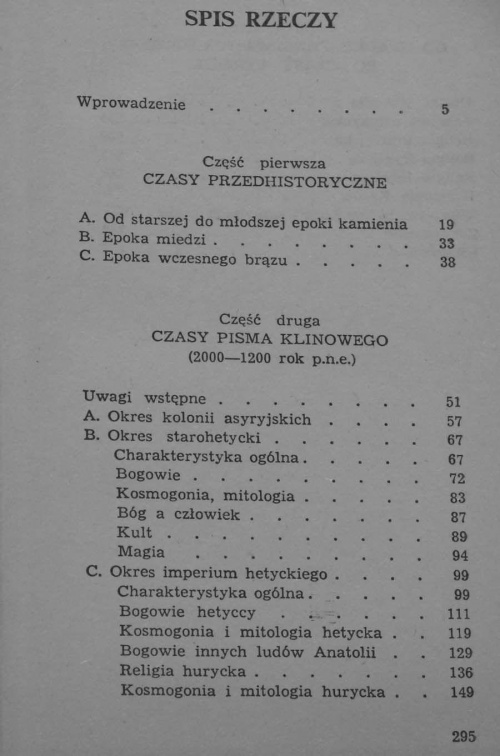 SPIS RZECZY
Wprowadzenie . . . . . . . . 5
Część pierwsza
CZASY PRZEDHISTORYCZNE
A. Od starszej do młodszej epoki kamienia 19
B. Epoka miedzi . . . . . . . . 33
C. Epoka wczesnego brązu . . . . . 38
Część druga
CZASY PISMA KLINOWEGO
(2000—1200 rok p.n.e.)
Uwagi wstępne . . . . . . . . 51
A. Okres kolonii asyryjskich . . . . 57
B. Okres starohetycki . . . . . . 67
Charakterystyka ogólna . . . . . 67
Bogowie . . . . . . . . . 72
Kosmogonia, mitologia . . . . . 83
Bóg a człowiek . . . . . . . 87
Kult . . . . . . . . . . 89
Magia . . . . . . . . 94
C. Okres imperium hetyckiego . . . . 99
Charakterystyka ogólna . . . . . 99
Bogowie hetyccy . . . . . . 111
Kosmogonia i mitologia hetycka . . 119
Bogowie innych ludów Anatolii . . 129
Religia hurycka . . . . . . . 136
Kosmogonia i mitologia hurycka . . 149
295